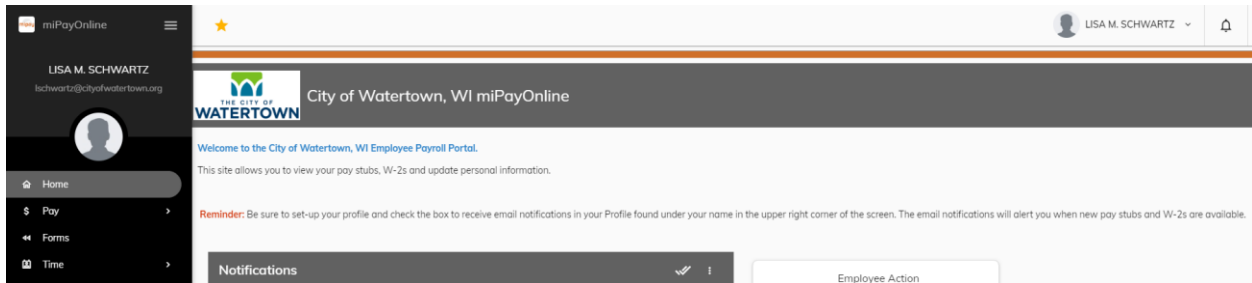 miPayOnline
LISA M. SCHWARTZ
LISA M. SCHWARTZ
lschwartz@cityofwatertown.org
THE CITY OF
WATERTOWN
City of Watertown, WI miPayOnline
Welcome to the City of Watertown, WI Employee Payroll Portal.
This site allows you to view your pay stubs, W-2s and update personal information.
Home
$ Pay
Reminder: Be sure to set-up your profile and check the box to receive email notifications in your Profile found under your name in the upper right corner of the screen. The email notifications will alert you when new pay stubs and W-2s are available.
Forms
Time
Notifications
Employee Action